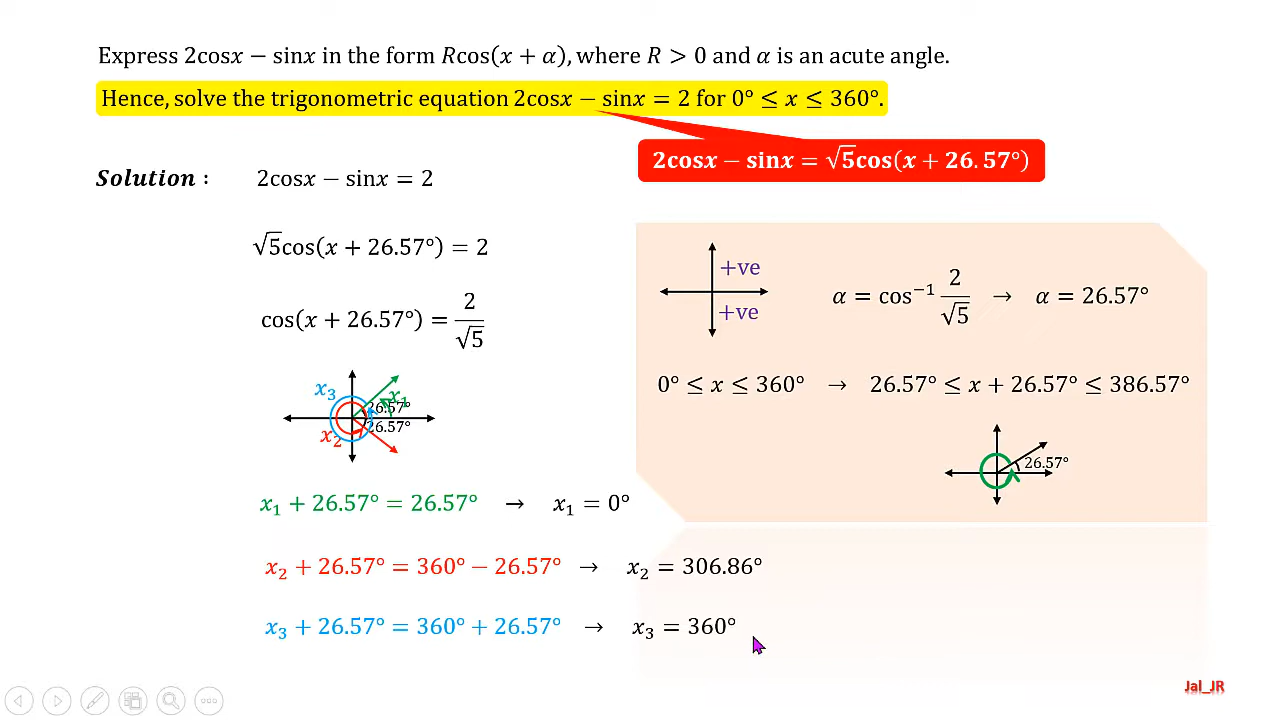 Express 2cosx − sinx in the form Rcos(x + α), where R > 0 and α is an acute angle.
Hence, solve the trigonometric equation 2cosx − sinx = 2 for 0° ≤ x ≤ 360°.
2cosx − sinx = √5cos(x + 26.57°)
Solution : 2cosx − sinx = 2
√5cos(x + 26.57°) = 2
cos(x + 26.57°) = 2/√5
x₃
x₁
26.57°
26.57°
x₂
x₁ + 26.57° = 26.57° → x₁ = 0°
x₂ + 26.57° = 360° − 26.57° → x₂ = 306.86°
x₃ + 26.57° = 360° + 26.57° → x₃ = 360°
+ve
+ve
α = cos⁻¹ 2/√5 → α = 26.57°
0° ≤ x ≤ 360° → 26.57° ≤ x + 26.57° ≤ 386.57°
26.57°
Jal_JR